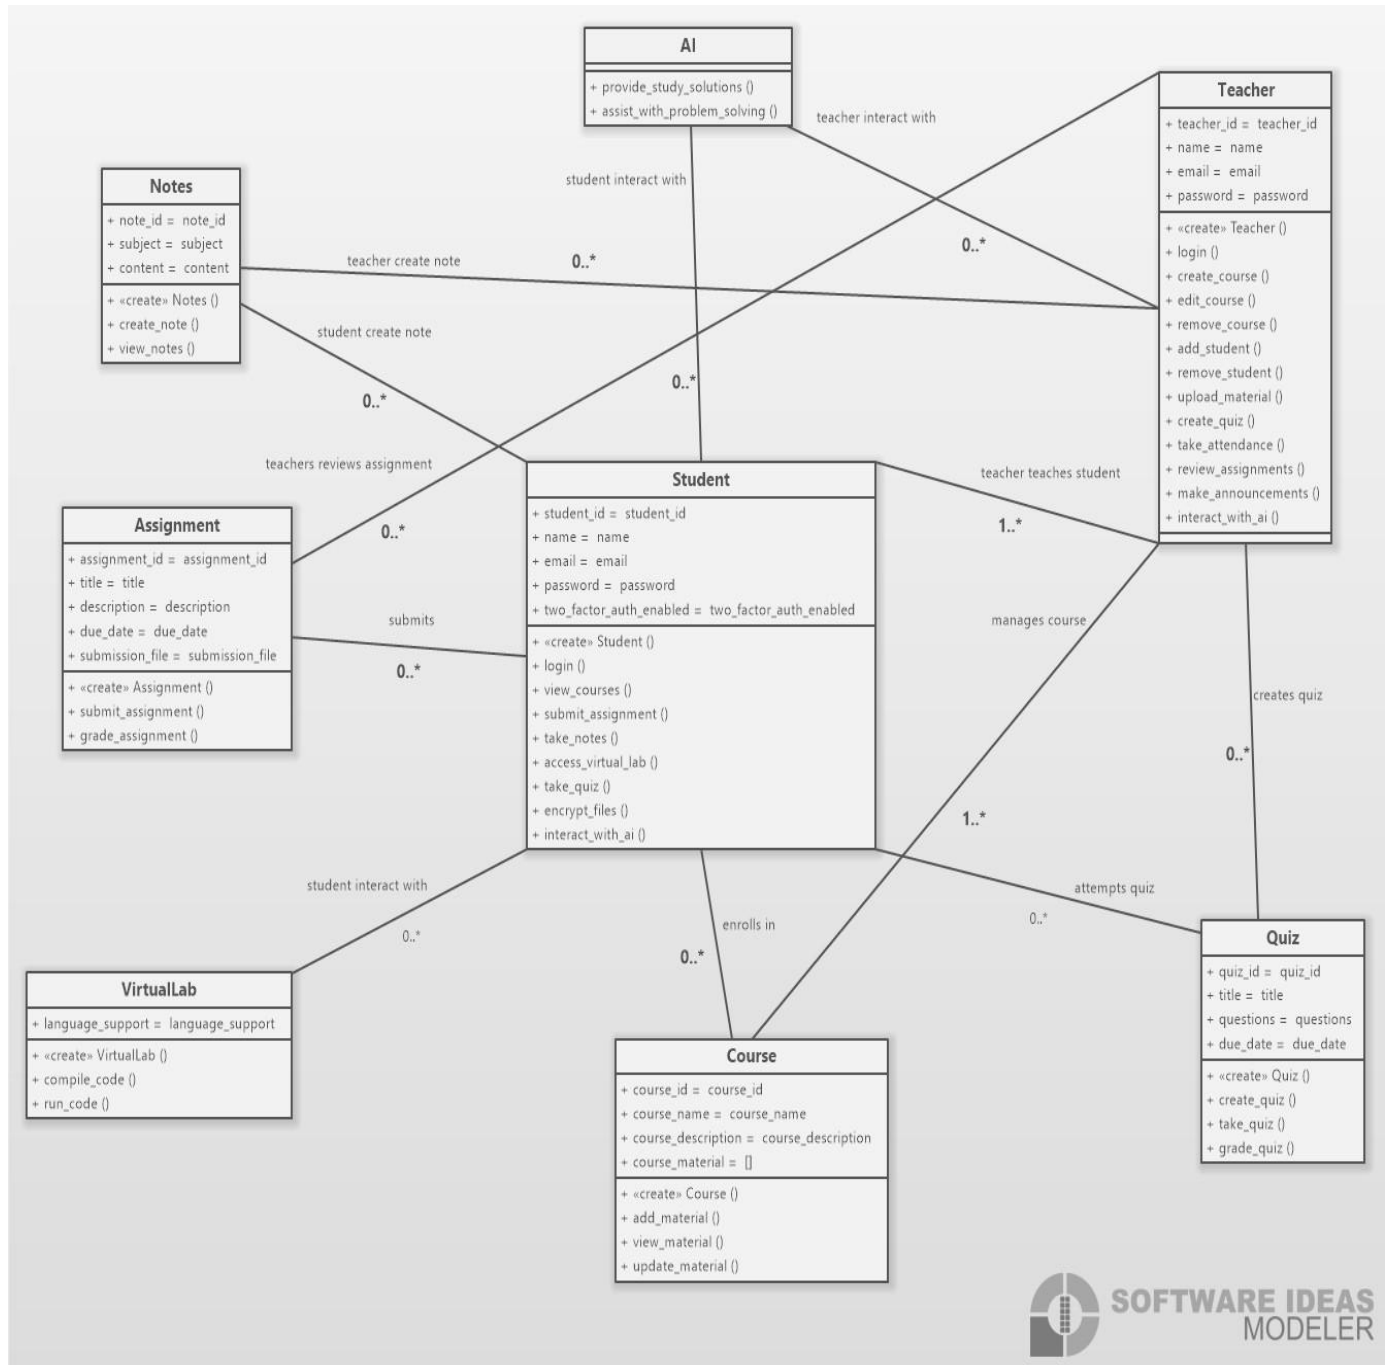 AI
+ provide_study_solutions ()
+ assist_with_problem_solving ()
teacher interact with
student interact with
Teacher
+ teacher_id = teacher_id
+ name = name
+ email = email
+ password = password
+ «create» Teacher ()
+ login ()
+ create_course ()
+ edit_course ()
+ remove_course ()
+ add_student ()
+ remove_student ()
+ upload_material ()
+ create_quiz ()
+ take_attendance ()
+ review_assignments ()
+ make_announcements ()
+ interact_with_ai ()
Notes
+ note_id = note_id
+ subject = subject
+ content = content
+ «create» Notes ()
+ create_note ()
+ view_notes ()
0..*
teacher create note
0..*
student create note
0..*
0..*
teachers reviews assignment
0..*
Assignment
+ assignment_id = assignment_id
+ title = title
+ description = description
+ due_date = due_date
+ submission_file = submission_file
+ «create» Assignment ()
+ submit_assignment ()
+ grade_assignment ()
submits
0..*
Student
+ student_id = student_id
+ name = name
+ email = email
+ password = password
+ two_factor_auth_enabled = two_factor_auth_enabled
+ «create» Student ()
+ login ()
+ view_courses ()
+ submit_assignment ()
+ take_notes ()
+ access_virtual_lab ()
+ take_quiz ()
+ encrypt_files ()
+ interact_with_ai ()
teacher teaches student
1..*
manages course
1..*
creates quiz
0..*
student interact with
0..*
enrolls in
0..*
attempts quiz
0..*
VirtualLab
+ language_support = language_support
+ «create» VirtualLab ()
+ compile_code ()
+ run_code ()
Course
+ course_id = course_id
+ course_name = course_name
+ course_description = course_description
+ course_material = []
+ «create» Course ()
+ add_material ()
+ view_material ()
+ update_material ()
Quiz
+ quiz_id = quiz_id
+ title = title
+ questions = questions
+ due_date = due_date
+ «create» Quiz ()
+ create_quiz ()
+ take_quiz ()
+ grade_quiz ()
SOFTWARE IDEAS
MODELER